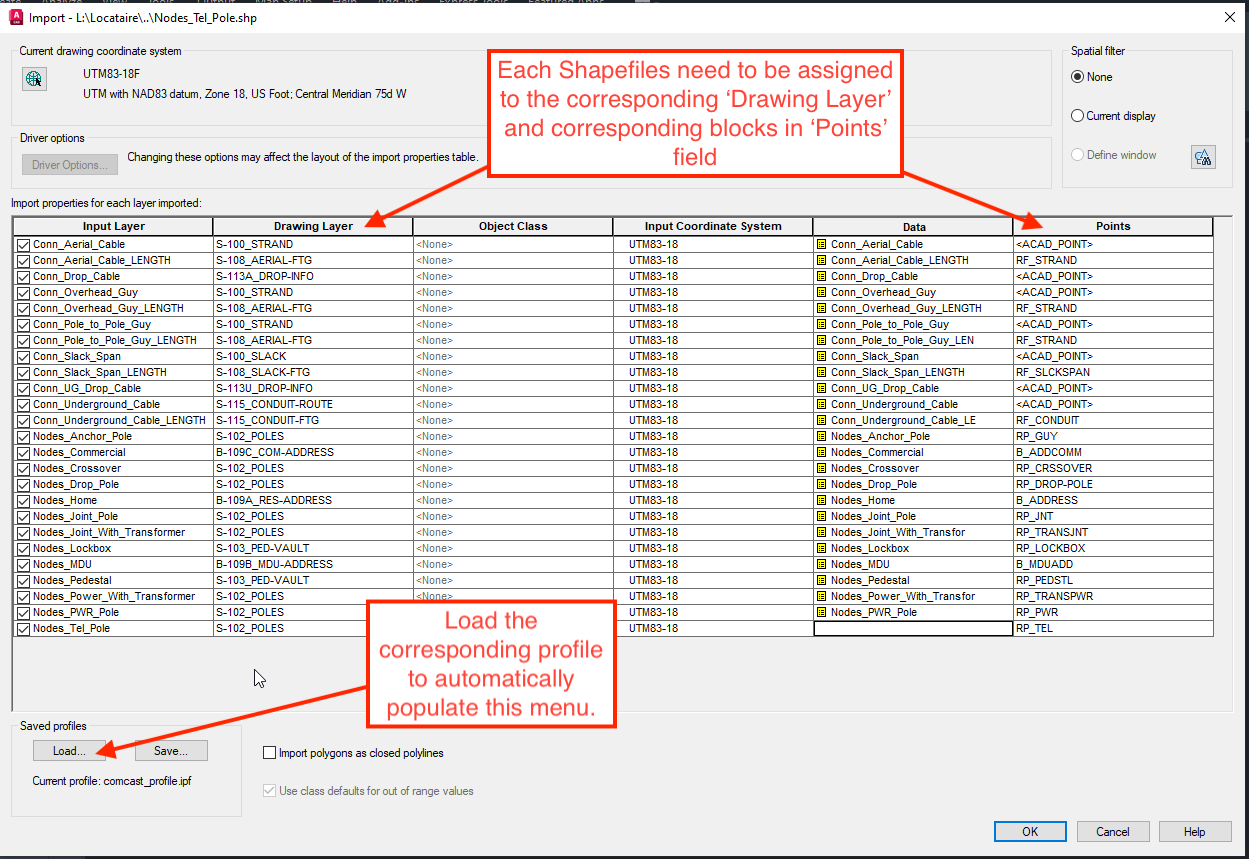 Import - L:\Locataire\..\Nodes_Tel_Pole.shp
Current drawing coordinate system
UTM83-18F
UTM with NAD83 datum, Zone 18, US Foot; Central Meridian 75d W
Each Shapefiles need to be assigned
to the corresponding ‘Drawing Layer’
and corresponding blocks in ‘Points’
field
Spatial filter
None
Current display
Define window
Driver options
Driver Options...
Changing these options may affect the layout of the import properties table.
Import properties for each layer imported:
Input Layer Drawing Layer Object Class Input Coordinate System Data Points
Conn_Aerial_Cable S-100_STRAND <None> UTM83-18 Conn_Aerial_Cable <ACAD_POINT>
Conn_Aerial_Cable_LENGTH S-108_AERIAL-FTG <None> UTM83-18 Conn_Aerial_Cable_LENGTH RF_STRAND
Conn_Drop_Cable S-113A_DROP-INFO <None> UTM83-18 Conn_Drop_Cable <ACAD_POINT>
Conn_Overhead_Guy S-100_STRAND <None> UTM83-18 Conn_Overhead_Guy <ACAD_POINT>
Conn_Overhead_Guy_LENGTH S-108_AERIAL-FTG <None> UTM83-18 Conn_Overhead_Guy_LENGTH RF_STRAND
Conn_Pole_to_Pole_Guy S-100_STRAND <None> UTM83-18 Conn_Pole_to_Pole_Guy <ACAD_POINT>
Conn_Pole_to_Pole_Guy_LENGTH S-108_AERIAL-FTG <None> UTM83-18 Conn_Pole_to_Pole_Guy_LEN RF_STRAND
Conn_Slack_Span S-100_SLACK <None> UTM83-18 Conn_Slack_Span <ACAD_POINT>
Conn_Slack_Span_LENGTH S-108_SLACK-FTG <None> UTM83-18 Conn_Slack_Span_LENGTH RF_SLCKSPAN
Conn_UG_Drop_Cable S-113U_DROP-INFO <None> UTM83-18 Conn_UG_Drop_Cable <ACAD_POINT>
Conn_Underground_Cable S-115_CONDUIT-ROUTE <None> UTM83-18 Conn_Underground_Cable <ACAD_POINT>
Conn_Underground_Cable_LENGTH S-115_CONDUIT-FTG <None> UTM83-18 Conn_Underground_Cable_LE RF_CONDUIT
Nodes_Anchor_Pole S-102_POLES <None> UTM83-18 Nodes_Anchor_Pole RP_GUY
Nodes_Commercial B-109C_COM-ADDRESS <None> UTM83-18 Nodes_Commercial B_ADDCOMM
Nodes_Crossover S-102_POLES <None> UTM83-18 Nodes_Crossover RP_CRSSOVER
Nodes_Drop_Pole S-102_POLES <None> UTM83-18 Nodes_Drop_Pole RP_DROP-POLE
Nodes_Home B-109A_RES-ADDRESS <None> UTM83-18 Nodes_Home B_ADDRESS
Nodes_Joint_Pole S-102_POLES <None> UTM83-18 Nodes_Joint_Pole RP_JNT
Nodes_Joint_With_Transformer S-102_POLES <None> UTM83-18 Nodes_Joint_With_Transfor RP_TRANSJNT
Nodes_Lockbox S-103_PED-VAULT <None> UTM83-18 Nodes_Lockbox RP_LOCKBOX
Nodes_MDU B-109B_MDU-ADDRESS <None> UTM83-18 Nodes_MDU B_MDUADD
Nodes_Pedestal S-103_PED-VAULT <None> UTM83-18 Nodes_Pedestal RP_PEDSTL
Nodes_Power_With_Transformer S-102_POLES <None> UTM83-18 Nodes_Power_With_Transfor RP_TRANSPWR
Nodes_PWR_Pole S-102_POLES UTM83-18 Nodes_PWR_Pole RP_PWR
Nodes_Tel_Pole S-102_POLES UTM83-18 RP_TEL
Load the
corresponding profile
to automatically
populate this menu.
Saved profiles
Load... Save...
Current profile: comcast_profile.ipf
Import polygons as closed polylines
Use class defaults for out of range values
OK Cancel Help